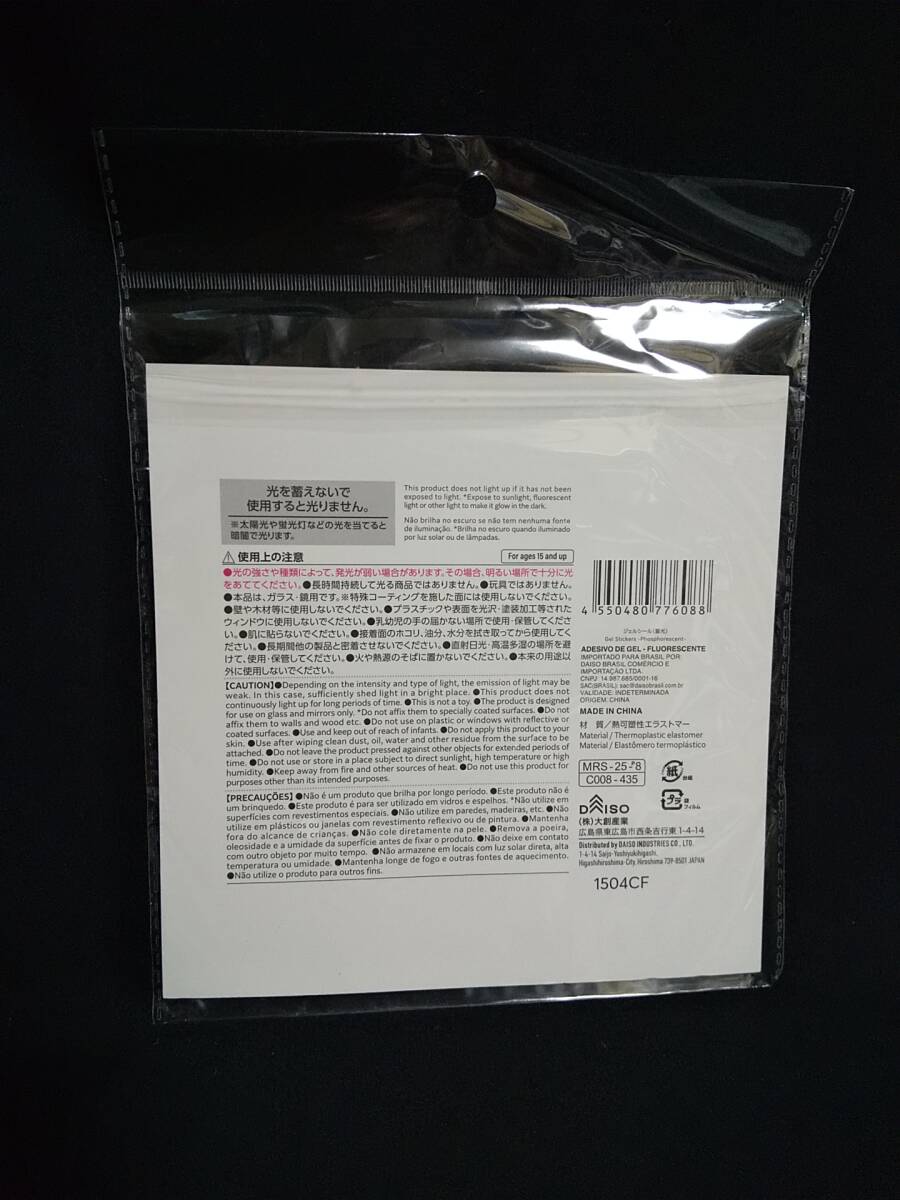 光を蓄えないで
使用すると光りません。
※太陽光や蛍光灯などの光を当てると
暗闇で光ります。
This product does not light up if it has not been
exposed to light. *Expose to sunlight, fluorescent
light or other light to make it glow in the dark.
Não brilha no escuro se não tem nenhuma fonte
de iluminação. *Brilha no escuro quando iluminado
por luz solar ou de lâmpadas.
⚠ 使用上の注意
For ages 15 and up
●光の強さや種類によって、発光が弱い場合があります。その場合、明るい場所で十分に光
をあててください。●長時間持続して光る商品ではありません。●玩具ではありません。
●本品は、ガラス・鏡用です。※特殊コーティングを施した面には使用しないでください。
●壁や木材等に使用しないでください。●プラスチックや表面を光沢・塗装加工等された
ウィンドウに使用しないでください。●乳幼児の手の届かない場所で使用・保管してくださ
い。●肌に貼らないでください。●接着面のホコリ、油分、水分を拭き取ってから使用してく
ださい。●長期間他の製品と密着させないでください。●直射日光・高温多湿の場所を避
けて、使用・保管してください。●火や熱源のそばに置かないでください。●本来の用途以
外に使用しないでください。
【CAUTION】●Depending on the intensity and type of light, the emission of light may be
weak. In this case, sufficiently shed light in a bright place. ●This product does not
continuously light up for long periods of time. ●This is not a toy. ●The product is designed
for use on glass and mirrors only. *Do not affix them to specially coated surfaces. ●Do not
affix them to walls and wood etc. ●Do not use on plastic or windows with reflective or
coated surfaces. ●Use and keep out of reach of infants. ●Do not apply this product to your
skin. ●Use after wiping clean dust, oil, water and other residue from the surface to be
attached. ●Do not leave the product pressed against other objects for extended periods of
time. ●Do not use or store in a place subject to direct sunlight, high temperature or high
humidity. ●Keep away from fire and other sources of heat. ●Do not use this product for
purposes other than its intended purposes.
【PRECAUÇÕES】●Não é um produto que brilha por longo período. ●Este produto não é
um brinquedo. ●Este produto é para ser utilizado em vidros e espelhos. *Não utilize em
superfícies com revestimentos especiais. ●Não utilize em paredes, madeiras, etc. ●Não
utilize em plásticos ou janelas com revestimento reflexivo ou de pintura. ●Mantenha
fora do alcance de crianças. ●Não cole diretamente na pele. ●Remova a poeira,
oleosidade e a umidade da superfície antes de fixar o produto. ●Não deixe em contato
com outro objeto por muito tempo. ●Não armazene em locais com luz solar direta, alta
temperatura ou umidade. ●Mantenha longe de fogo e outras fontes de aquecimento.
●Não utilize o produto para outros fins.
4 550480 776088
ジェルシール(蓄光)
Gel Stickers -Phosphorescent-
ADESIVO DE GEL - FLUORESCENTE
IMPORTADO PARA BRASIL POR:
DAISO BRASIL COMÉRCIO E
IMPORTAÇÃO LTDA.
CNPJ: 14.987.685/0001-16
SAC(BRASIL): sac@daisobrasil.com.br
VALIDADE: INDETERMINADA
ORIGEM: CHINA
MADE IN CHINA
材 質/熱可塑性エラストマー
Material / Thermoplastic elastomer
Material / Elastômero termoplástico
C008-435
紙
台紙
プラ
袋
フィルム
DAISO
(株)大創産業
広島県東広島市西条吉行東1-4-14
Distributed by DAISO INDUSTRIES CO., LTD.
1-4-14 Saijo-Yoshiyukihigashi,
Higashihiroshima-City, Hiroshima 739-8501 JAPAN
1504CF